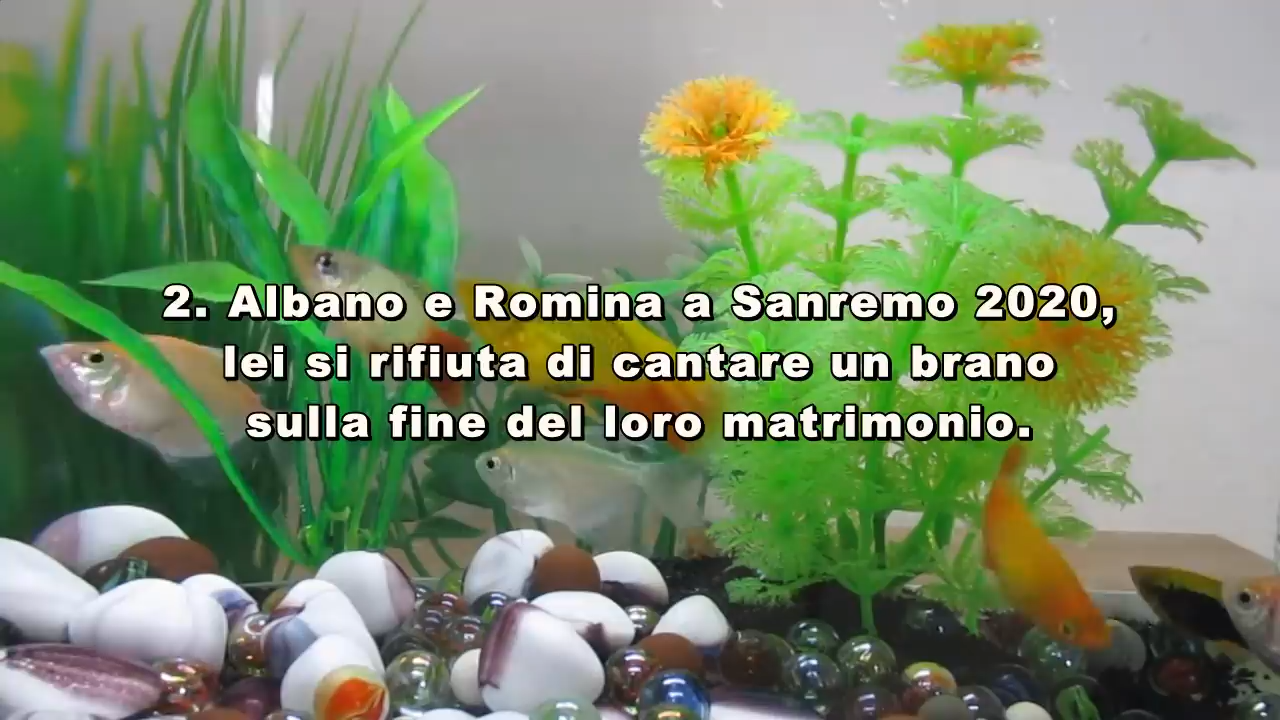 2. Albano e Romina a Sanremo 2020,
lei si rifiuta di cantare un brano
sulla fine del loro matrimonio.